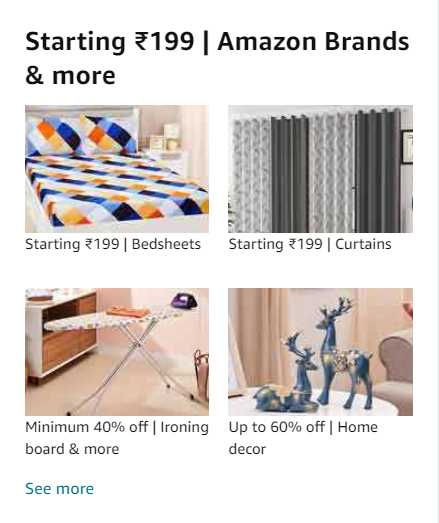 Starting ₹199 | Amazon Brands
& more
Starting ₹199 | Bedsheets
Starting ₹199 | Curtains
Minimum 40% off | Ironing
board & more
Up to 60% off | Home
decor
See more